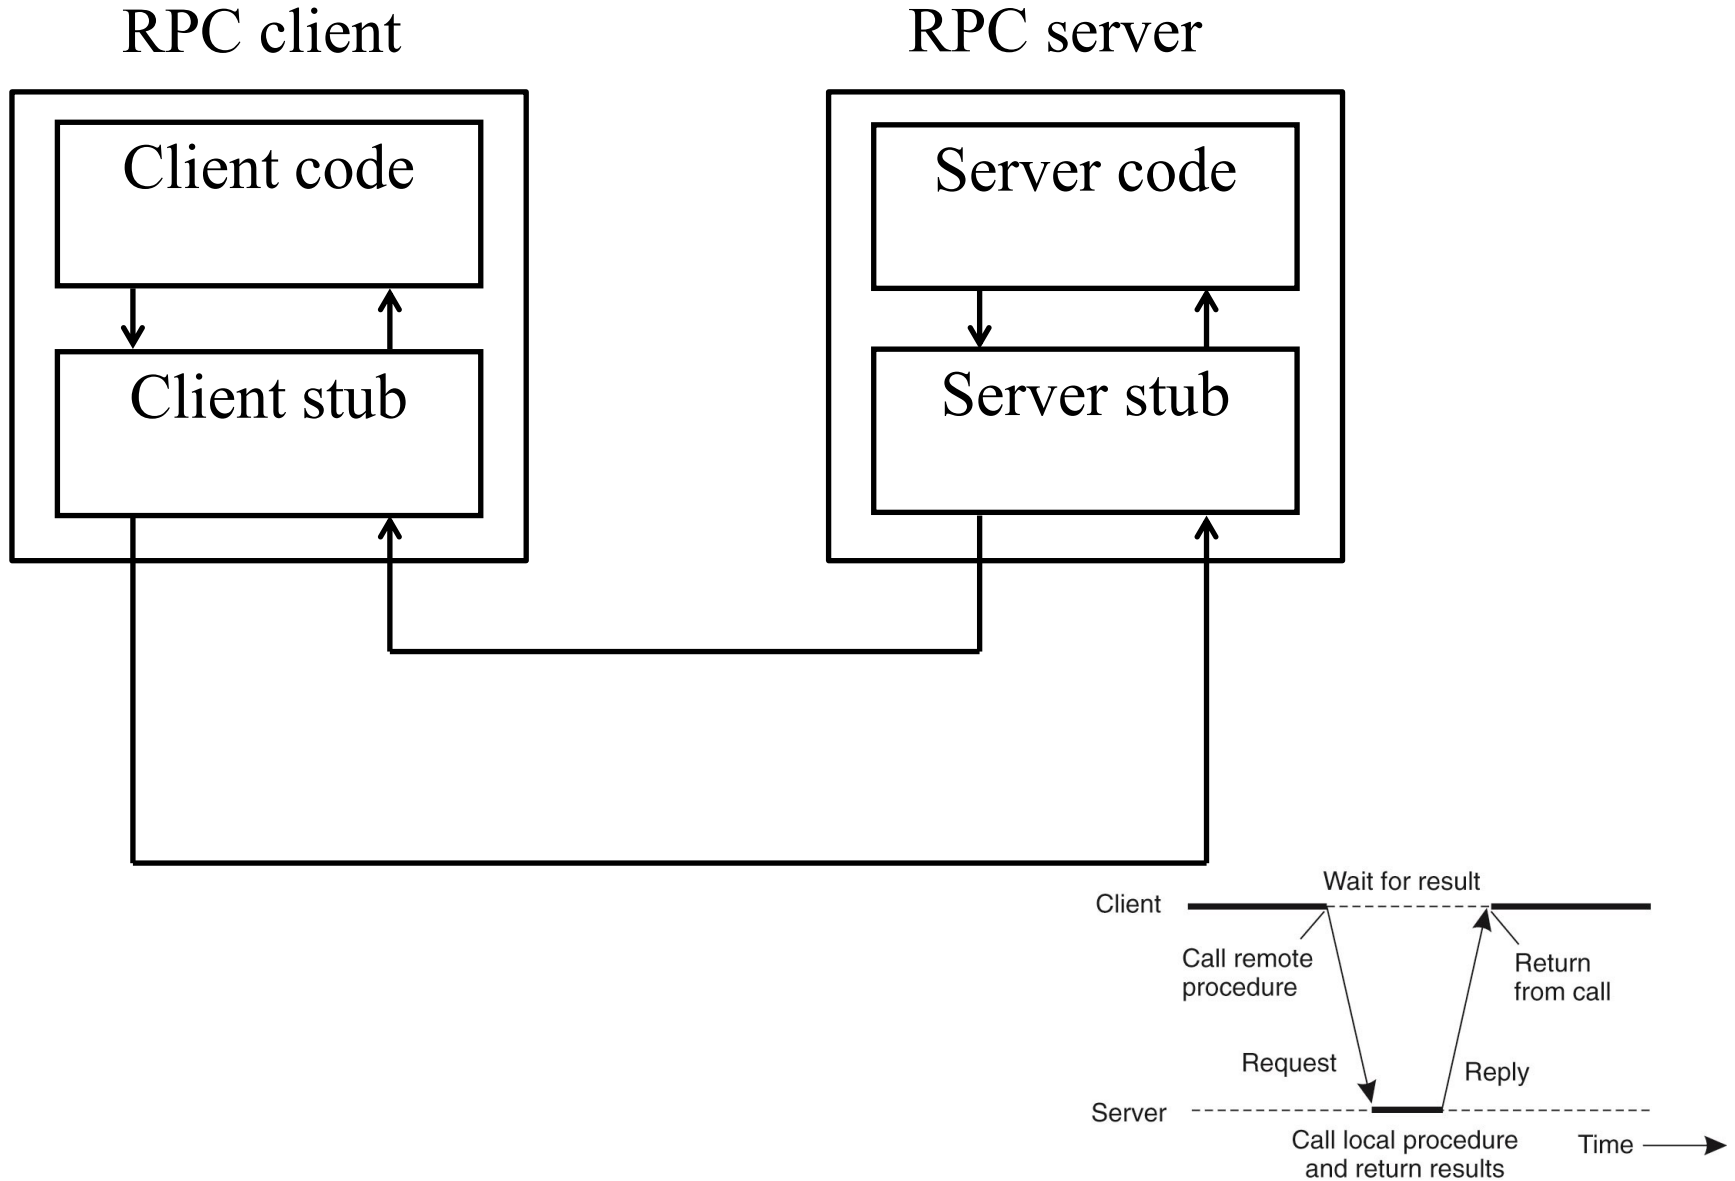 RPC client
RPC server
Client code
Server code
Client stub
Server stub
Wait for result
Client
Call remote
procedure
Return
from call
Request
Reply
Server
Call local procedure
and return results
Time